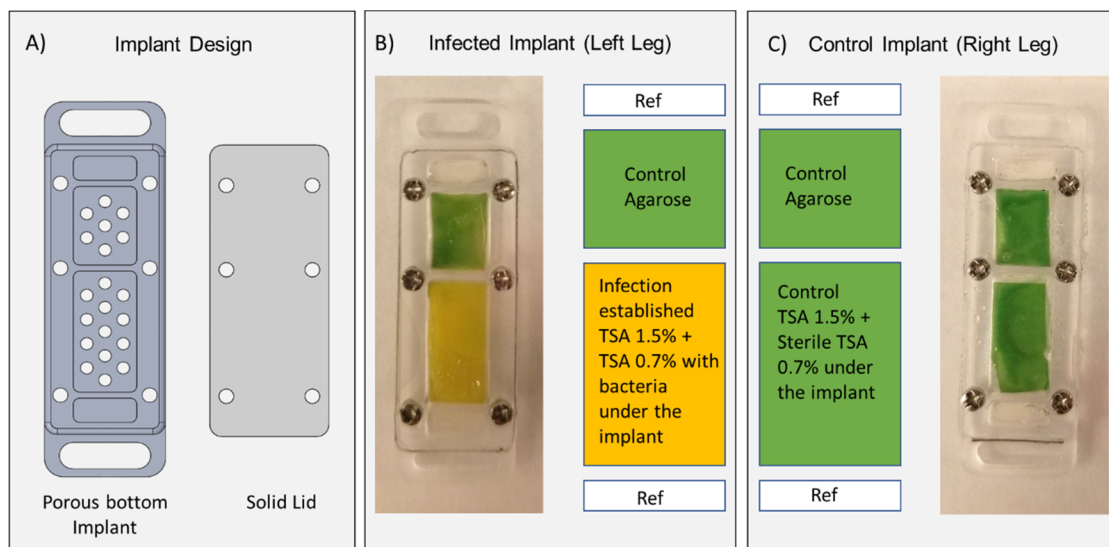 A)
Implant Design
Porous bottom
Implant
Solid Lid
B)
Infected Implant (Left Leg)
Ref
Control
Agarose
Infection
established
TSA 1.5% +
TSA 0.7% with
bacteria
under the
implant
Ref
C)
Control Implant (Right Leg)
Ref
Control
Agarose
Control
TSA 1.5% +
Sterile TSA
0.7% under
the implant
Ref